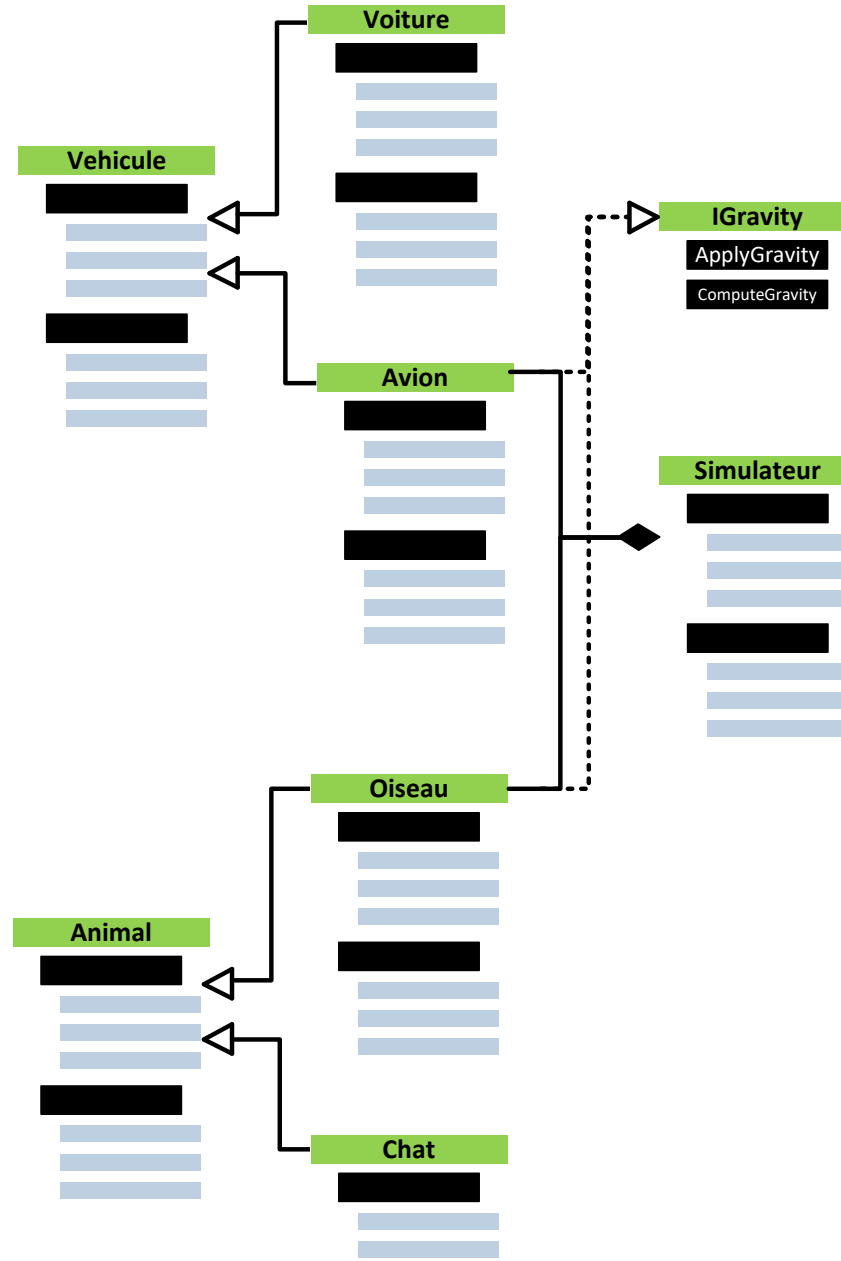 Voiture
Vehicule
IGravity
ApplyGravity
ComputeGravity
Avion
Simulateur
Oiseau
Animal
Chat